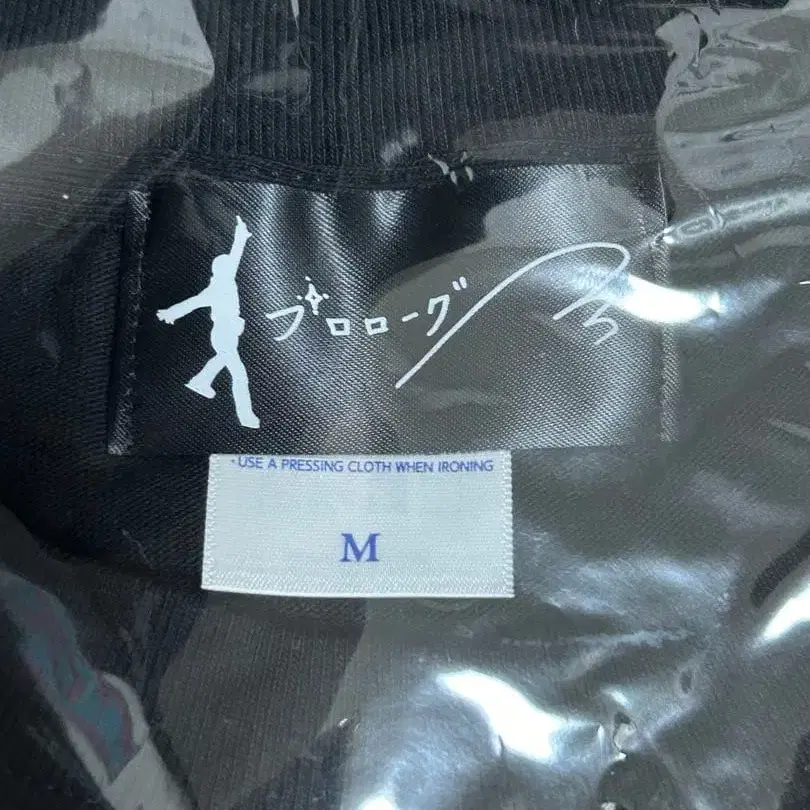 プロローグ
•USE A PRESSING CLOTH WHEN IRONING
M